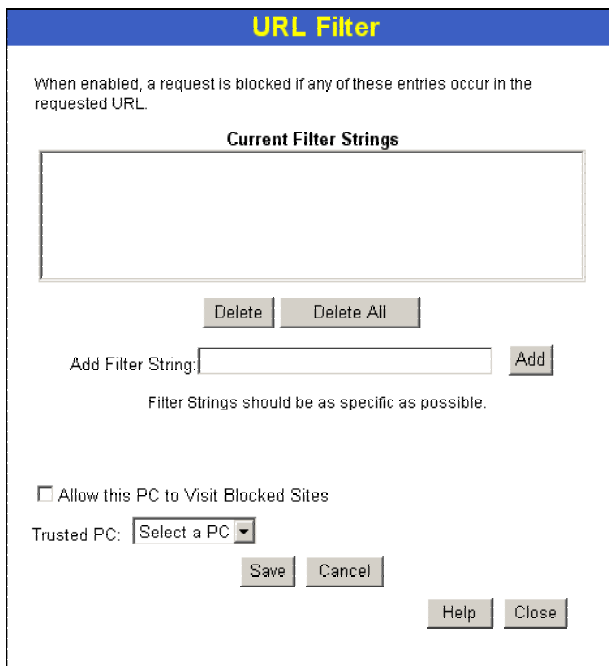 URL Filter
When enabled, a request is blocked if any of these entries occur in the
requested URL.
Current Filter Strings
Delete Delete All
Add Filter String: Add
Filter Strings should be as specific as possible.
Allow this PC to Visit Blocked Sites
Trusted PC: Select a PC
Save Cancel
Help Close